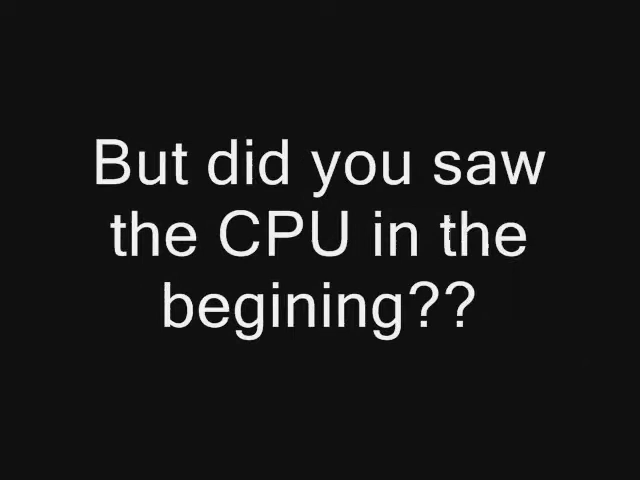 But did you saw
the CPU in the
begining??